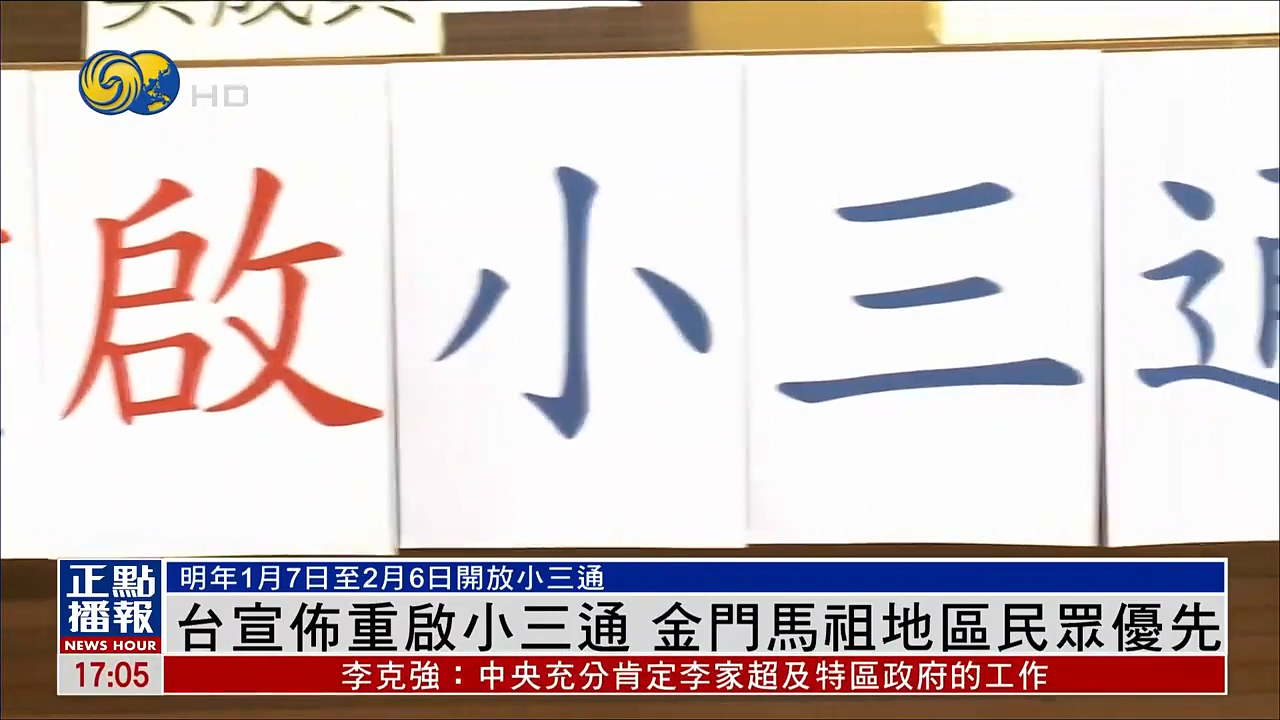 HD
啟小三通
正點播報
NEWS HOUR
17:05
明年1月7日至2月6日開放小三通
台宣佈重啟小三通 金門馬祖地區民眾優先
李克強：中央充分肯定李家超及特區政府的工作